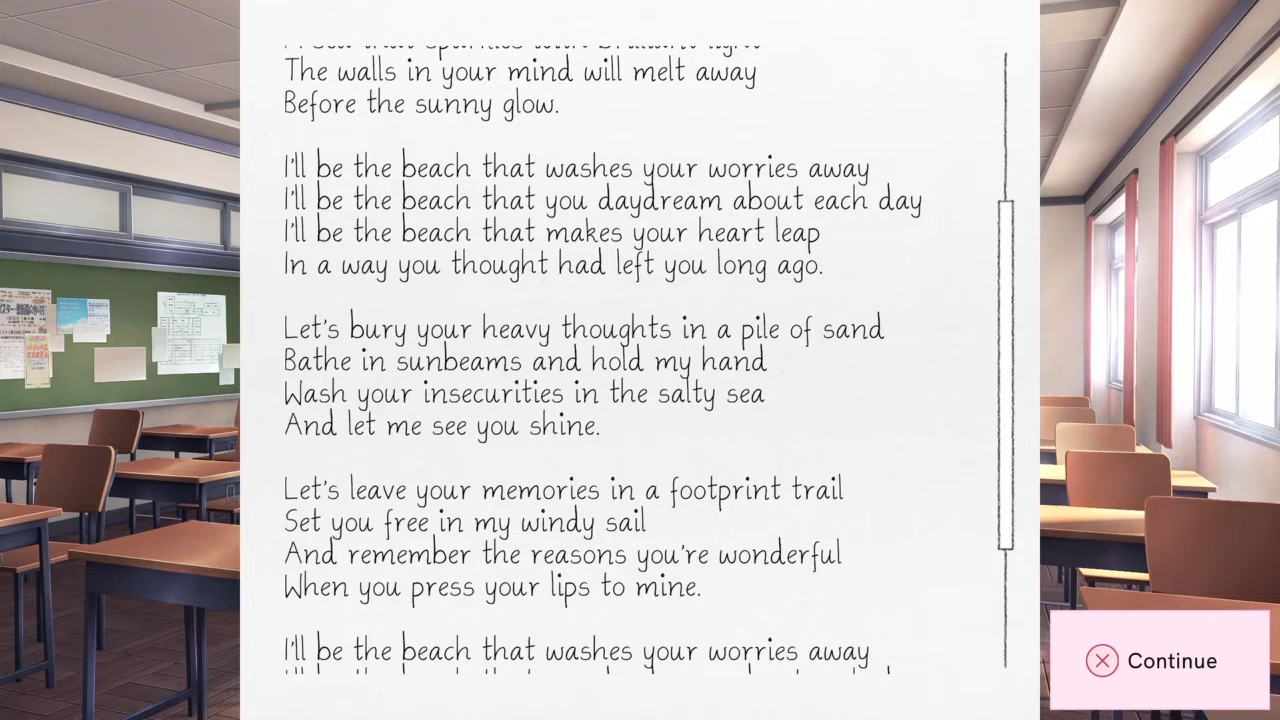 The walls in your mind will melt away
Before the sunny glow.
I'll be the beach that washes your worries away
I'll be the beach that you daydream about each day
I'll be the beach that makes your heart leap
In a way you thought had left you long ago.
Let's bury your heavy thoughts in a pile of sand
Bathe in sunbeams and hold my hand
Wash your insecurities in the salty sea
And let me see you shine.
Let's leave your memories in a footprint trail
Set you free in my windy sail
And remember the reasons you're wonderful
When you press your lips to mine.
I'll be the beach that washes your worries away
Continue